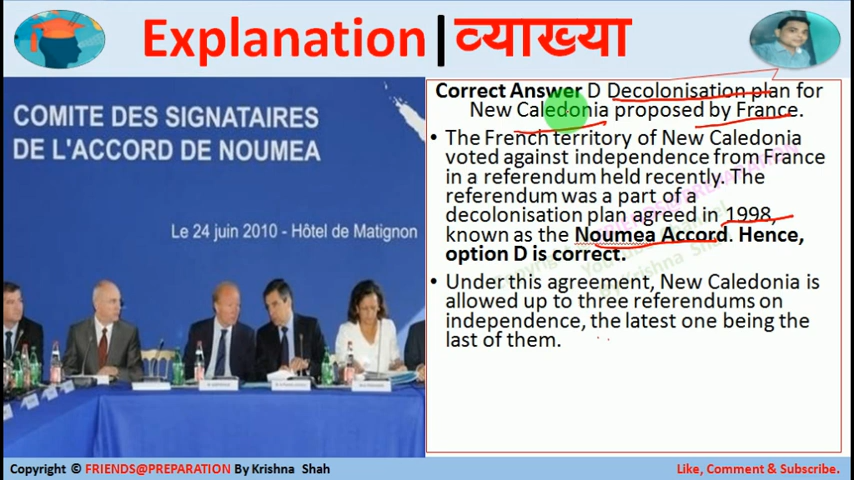 Explanation|व्याख्या
COMITE DES SIGNATAIRES
DE L'ACCORD DE NOUMEA
Le 24 juin 2010 - Hôtel de Matignon
Correct Answer D Decolonisation plan for
New Caledonia proposed by France.
• The French territory of New Caledonia
voted against independence from France
in a referendum held recently. The
referendum was a part of a
decolonisation plan agreed in 1998,
known as the Noumea Accord. Hence,
option D is correct.
• Under this agreement, New Caledonia is
allowed up to three referendums on
independence, the latest one being the
last of them.
Copyright © FRIENDS@PREPARATION By Krishna Shah
Like, Comment & Subscribe.